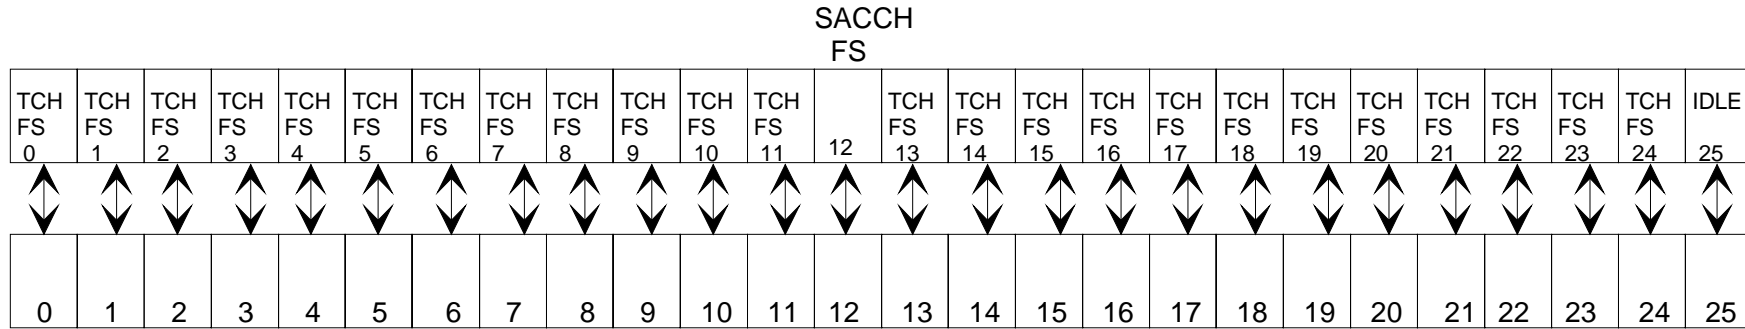 SACCH
FS
TCH TCH TCH TCH TCH TCH TCH TCH TCH TCH TCH TCH TCH TCH TCH TCH TCH TCH TCH TCH TCH TCH TCH TCH IDLE
FS FS FS FS FS FS FS FS FS FS FS FS FS FS FS FS FS FS FS FS FS FS FS FS
0 1 2 3 4 5 6 7 8 9 10 11 12 13 14 15 16 17 18 19 20 21 22 23 24 25
0 1 2 3 4 5 6 7 8 9 10 11 12 13 14 15 16 17 18 19 20 21 22 23 24 25